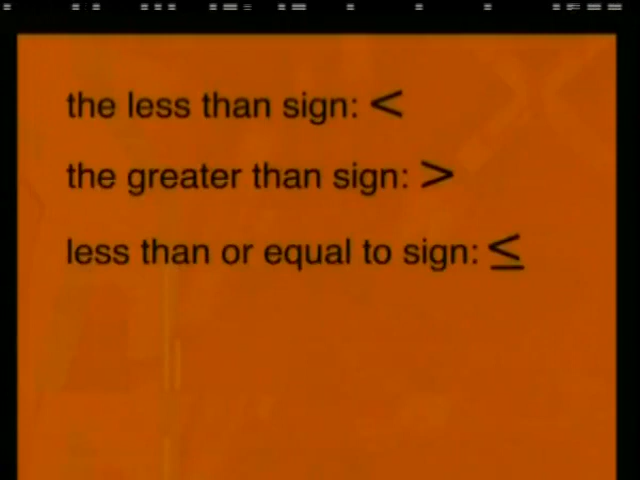 the less than sign: <
the greater than sign: >
less than or equal to sign: ≤